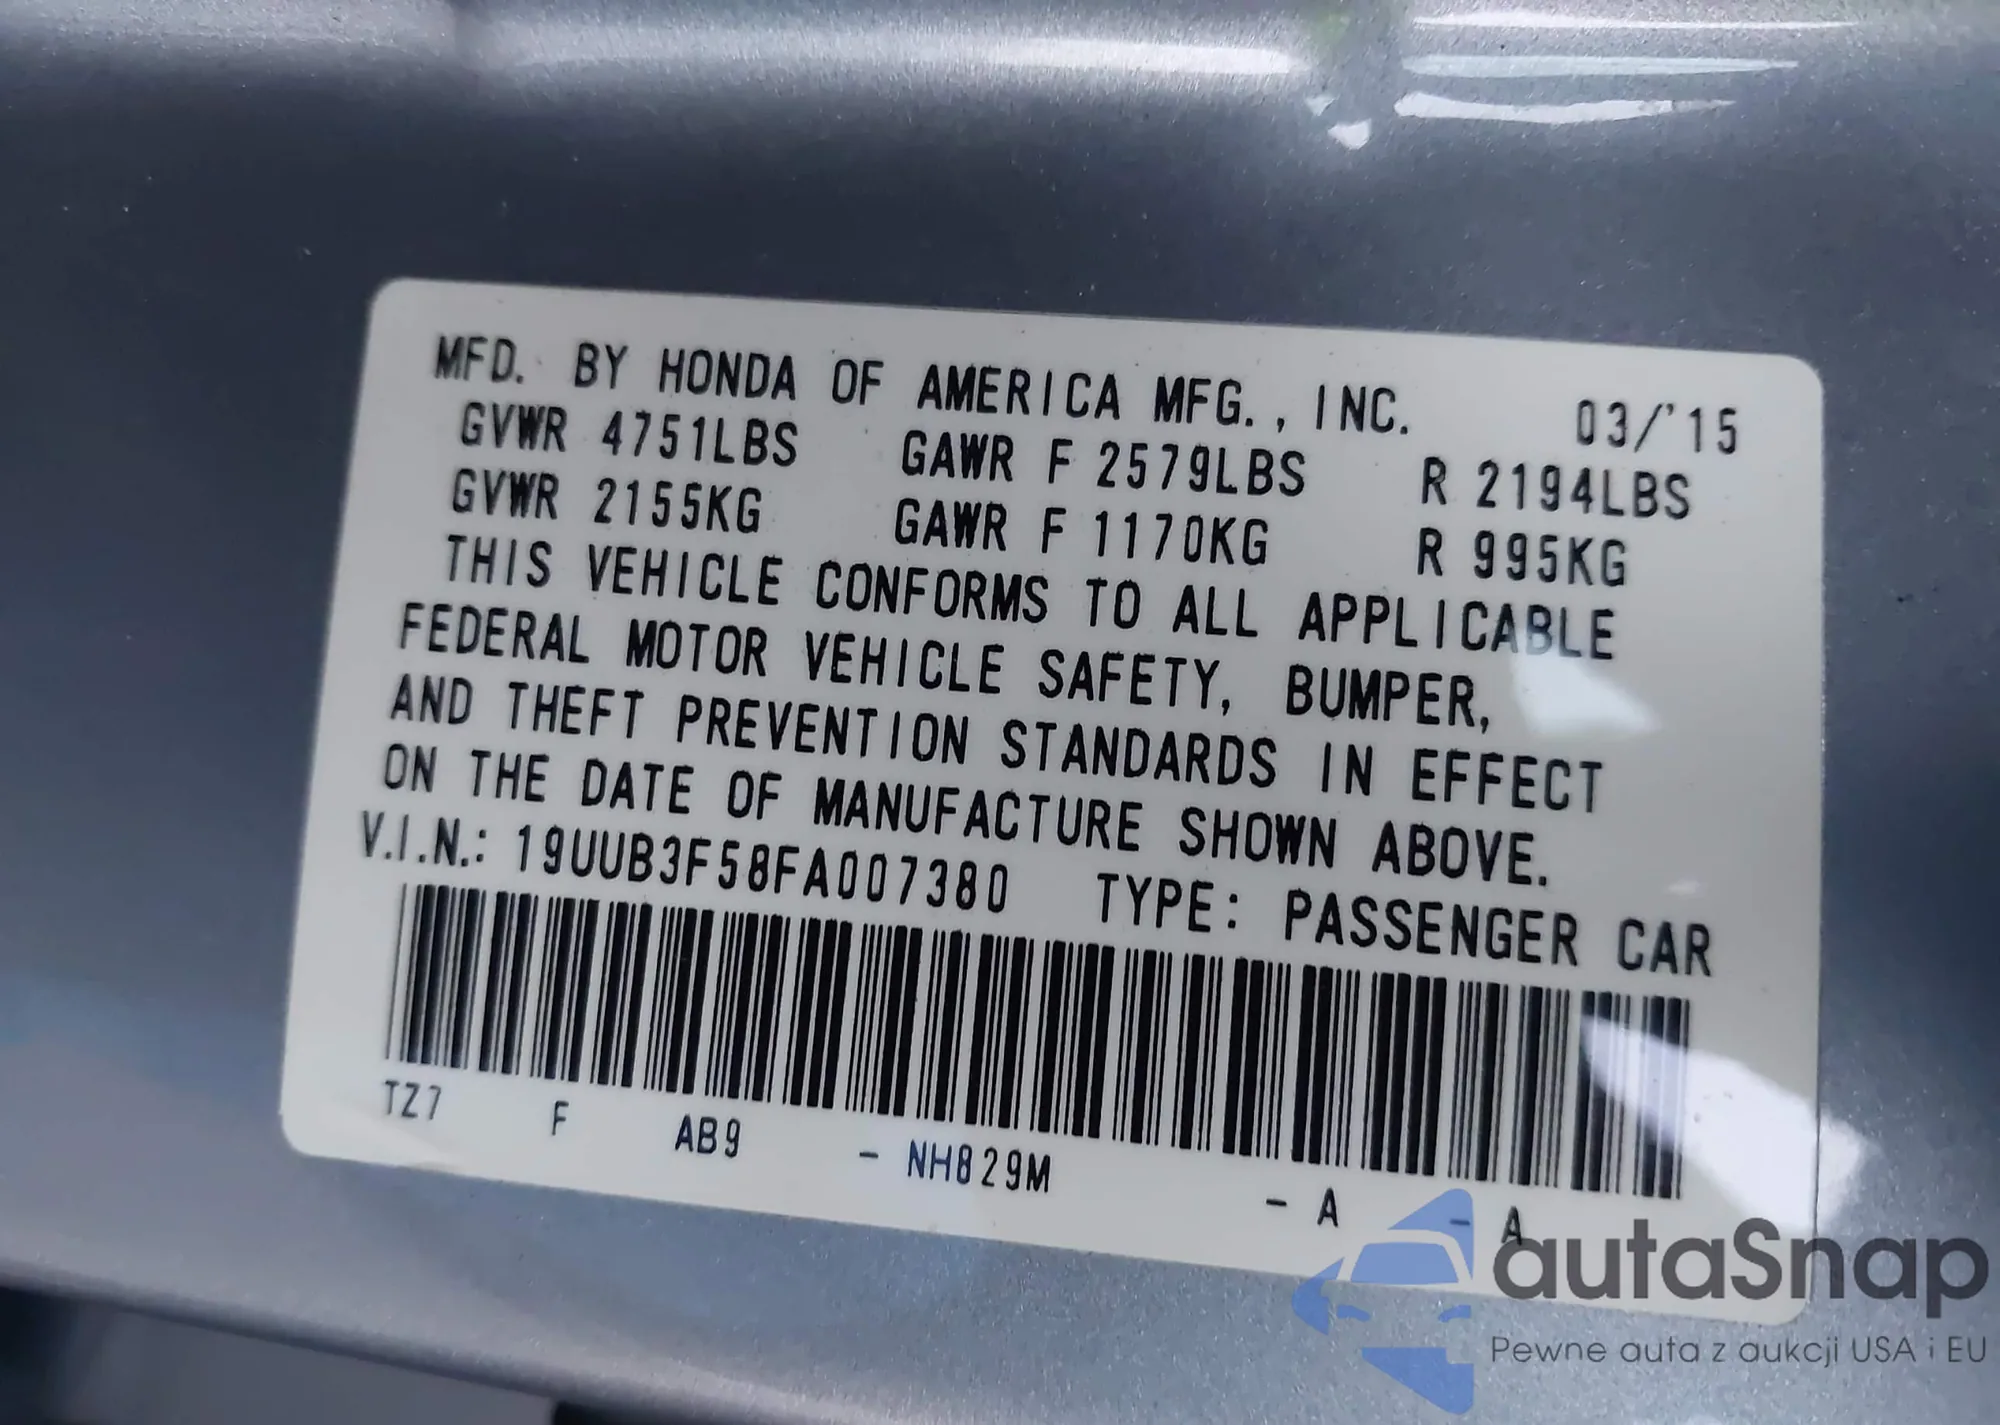 MFD. BY HONDA OF AMERICA MFG., INC. 03/'15
GVWR 4751LBS GAWR F 2579LBS R 2194LBS
GVWR 2155KG GAWR F 1170KG R 995KG
THIS VEHICLE CONFORMS TO ALL APPLICABLE
FEDERAL MOTOR VEHICLE SAFETY, BUMPER,
AND THEFT PREVENTION STANDARDS IN EFFECT
ON THE DATE OF MANUFACTURE SHOWN ABOVE.
V.I.N.: 19UUB3F58FA007380 TYPE: PASSENGER CAR
TZ7 F AB9 - NH829M - A - A
autaSnap
Pewne auta z aukcji USA i EU